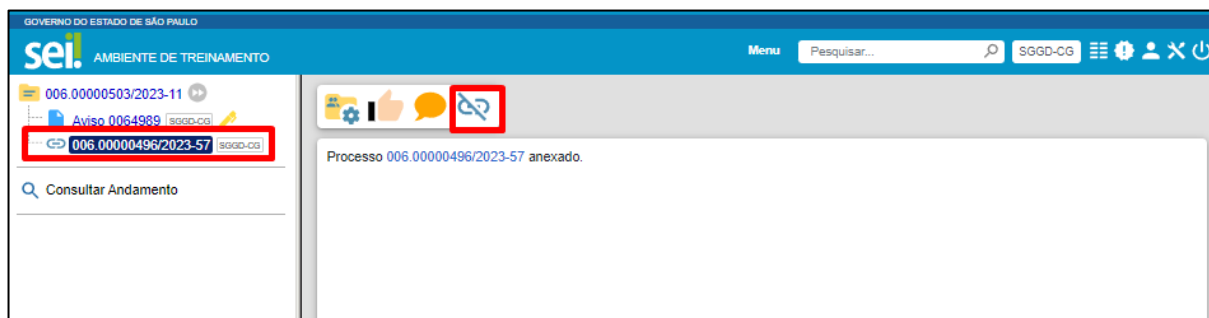 GOVERNO DO ESTADO DE SÃO PAULO
sei! AMBIENTE DE TREINAMENTO
Menu Pesquisar... SGGD-CG
006.00000503/2023-11
Aviso 0064989 SGGD-CG
006.00000496/2023-57 SGGD-CG
Consultar Andamento
Processo 006.00000496/2023-57 anexado.